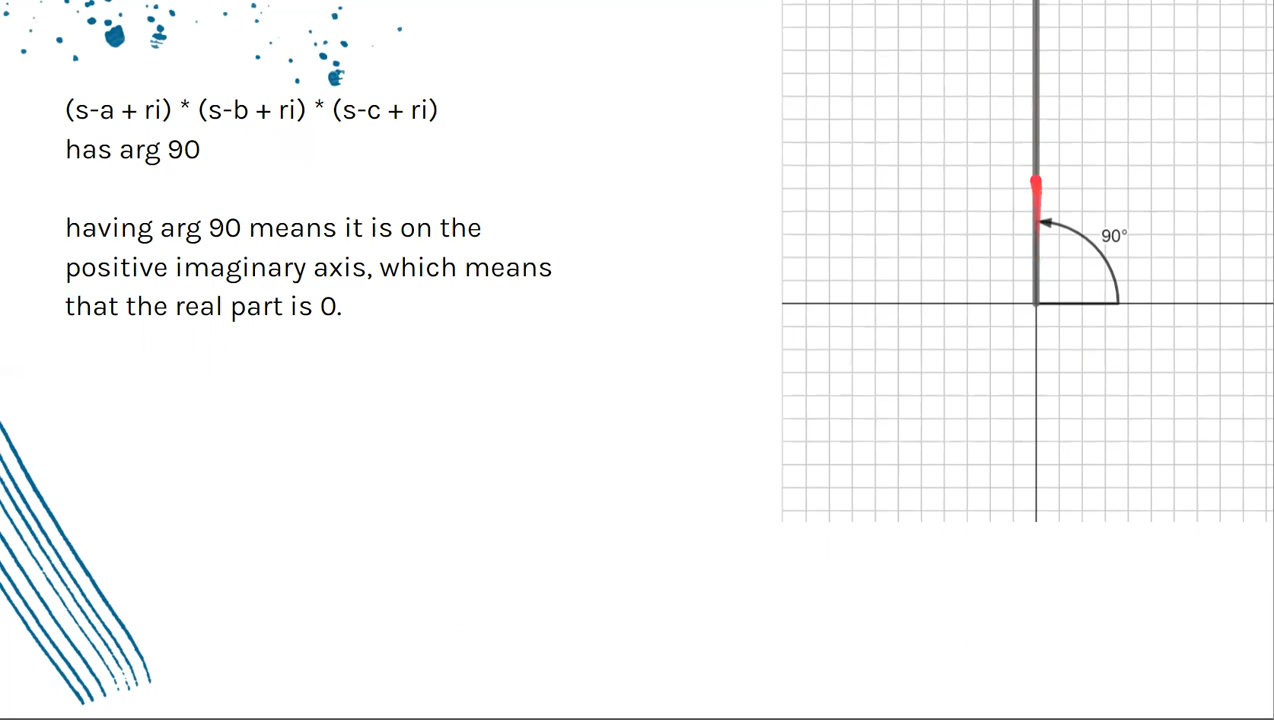 (s-a + ri) * (s-b + ri) * (s-c + ri)
has arg 90
having arg 90 means it is on the
positive imaginary axis, which means
that the real part is 0.
90°